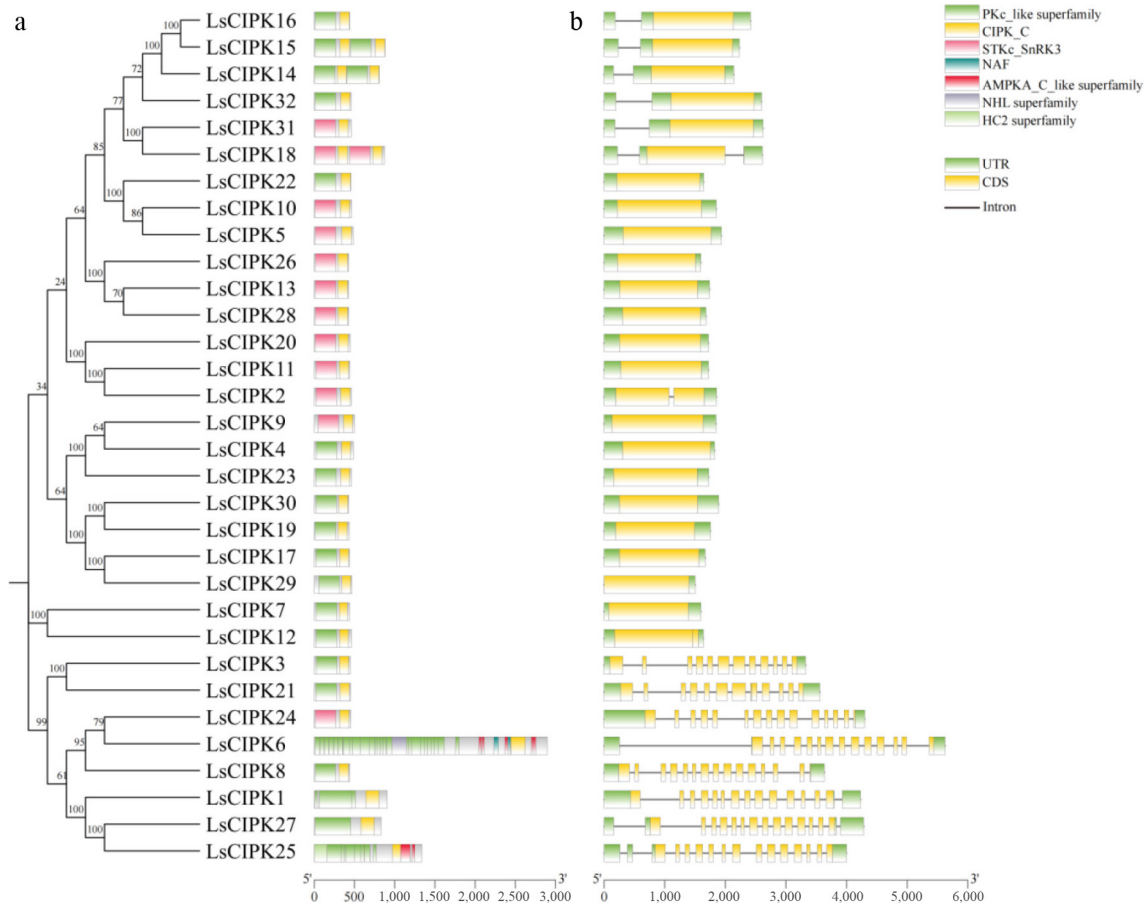 a
b
100
LsCIPK16
100
LsCIPK15
LsCIPK14
72
LsCIPK32
77
LsCIPK31
100
LsCIPK18
85
LsCIPK22
100
LsCIPK10
86
LsCIPK5
64
LsCIPK26
100
LsCIPK13
70
LsCIPK28
24
LsCIPK20
100
LsCIPK11
100
LsCIPK2
34
LsCIPK9
64
LsCIPK4
100
LsCIPK23
64
LsCIPK30
100
LsCIPK19
100
LsCIPK17
100
LsCIPK29
LsCIPK7
100
LsCIPK12
LsCIPK3
100
LsCIPK21
99
LsCIPK24
79
LsCIPK6
95
LsCIPK8
61
LsCIPK1
100
LsCIPK27
100
LsCIPK25
5' 3'
0 500 1,000 1,500 2,000 2,500 3,000
5' 3'
0 1,000 2,000 3,000 4,000 5,000 6,000
PKc_like superfamily
CIPK_C
STKc_SnRK3
NAF
AMPKA_C_like superfamily
NHL superfamily
HC2 superfamily
UTR
CDS
Intron